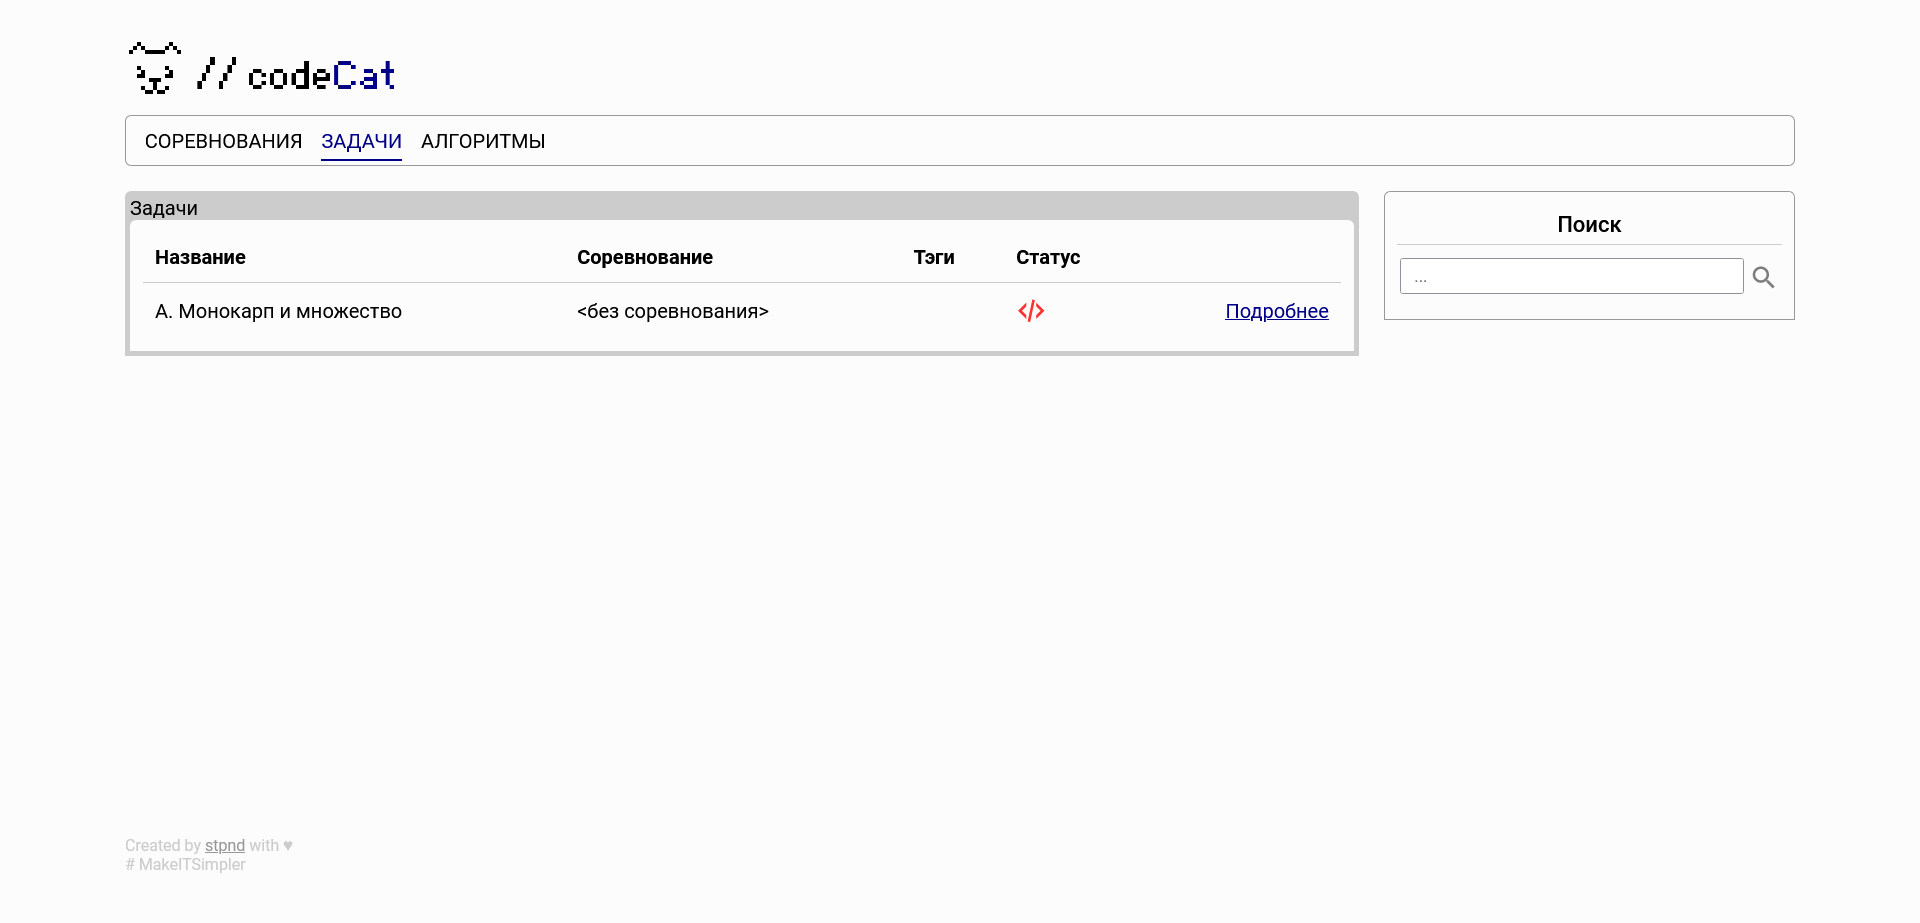 // codeCat
СОРЕВНОВАНИЯ ЗАДАЧИ АЛГОРИТМЫ
Задачи
Название Соревнование Тэги Статус
А. Монокарп и множество <без соревнования> </> Подробнее
Поиск
...
Created by stpnd with ♥
# MakeITSimpler